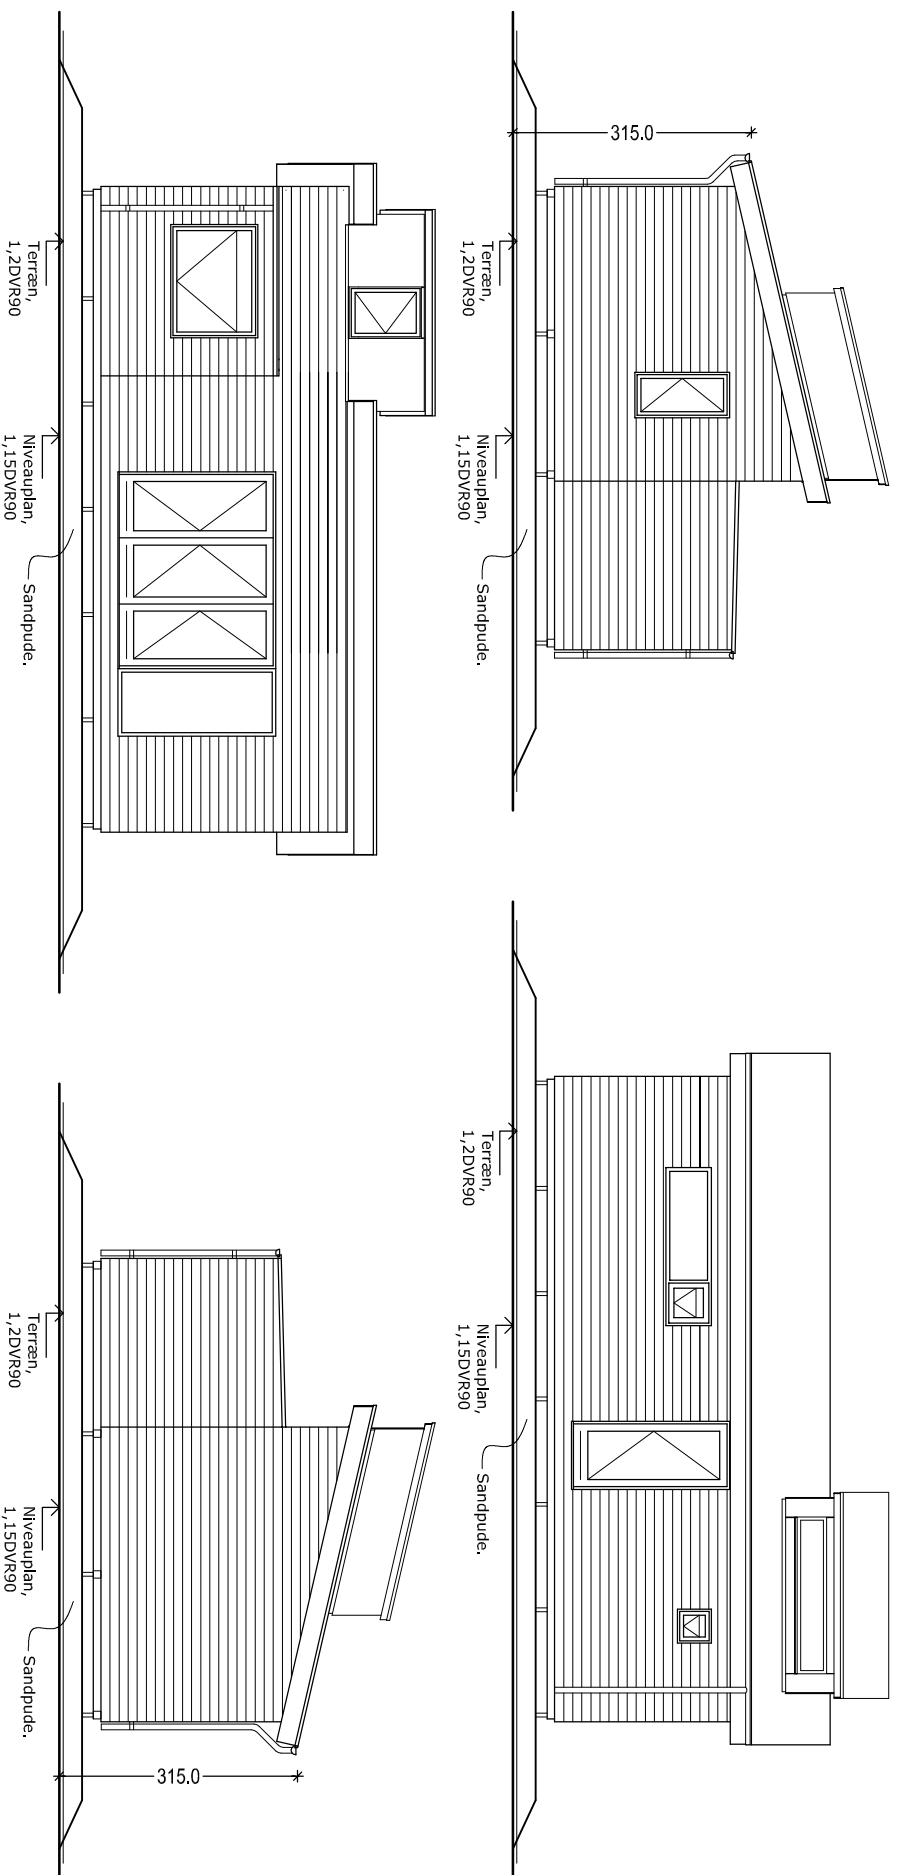 315.0
Terræn,
1,2DVR90
Niveauplan,
1,15DVR90
Sandpude.
Terræn,
1,2DVR90
Niveauplan,
1,15DVR90
Sandpude.
Terræn,
1,2DVR90
Niveauplan,
1,15DVR90
Sandpude.
Terræn,
1,2DVR90
Niveauplan,
1,15DVR90
Sandpude.
315.0